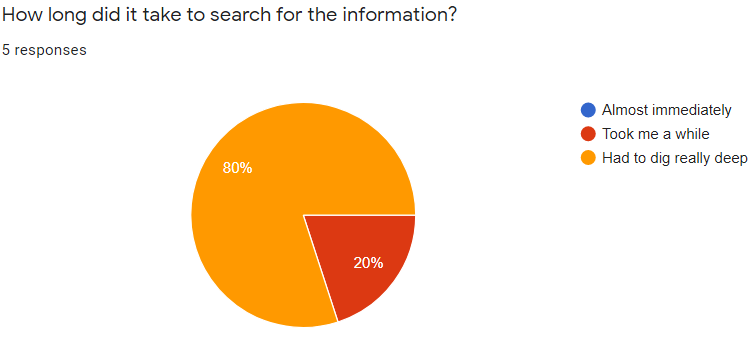 How long did it take to search for the information?
5 responses
Almost immediately
Took me a while
Had to dig really deep
80%
20%